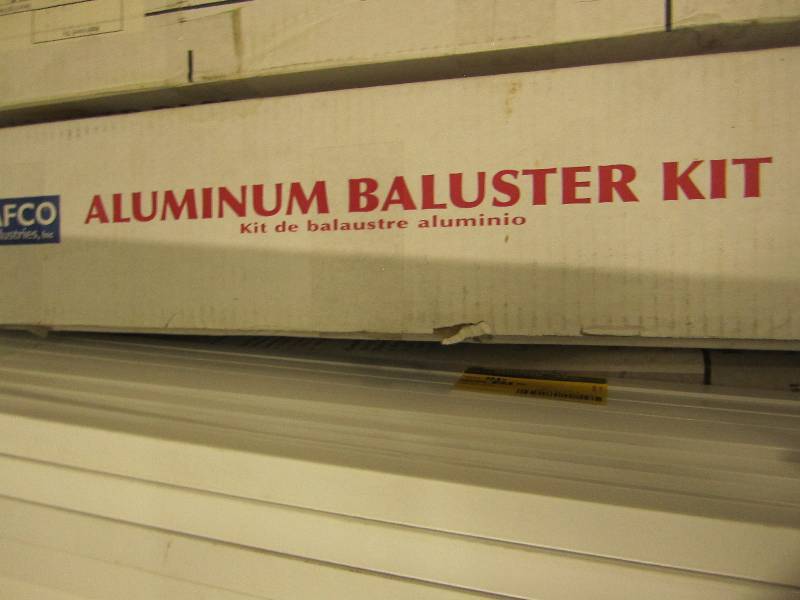 AFCO
ALUMINUM BALUSTER KIT
Kit de balaustre aluminio